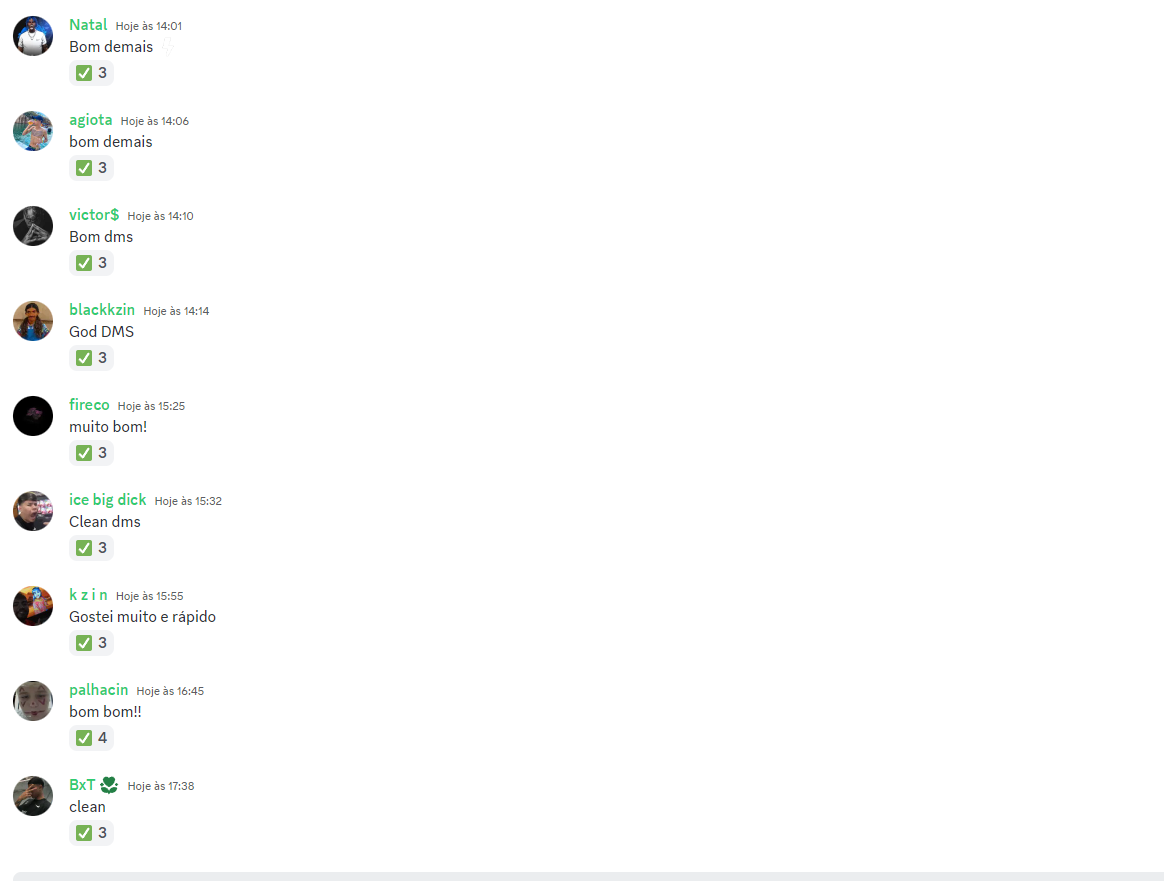 Natal Hoje às 14:01
Bom demais
✅ 3
agiota Hoje às 14:06
bom demais
✅ 3
victor$ Hoje às 14:10
Bom dms
✅ 3
blackkzin Hoje às 14:14
God DMS
✅ 3
fireco Hoje às 15:25
muito bom!
✅ 3
ice big dick Hoje às 15:32
Clean dms
✅ 3
k z i n Hoje às 15:55
Gostei muito e rápido
✅ 3
palhacin Hoje às 16:45
bom bom!!
✅ 4
BxT Hoje às 17:38
clean
✅ 3